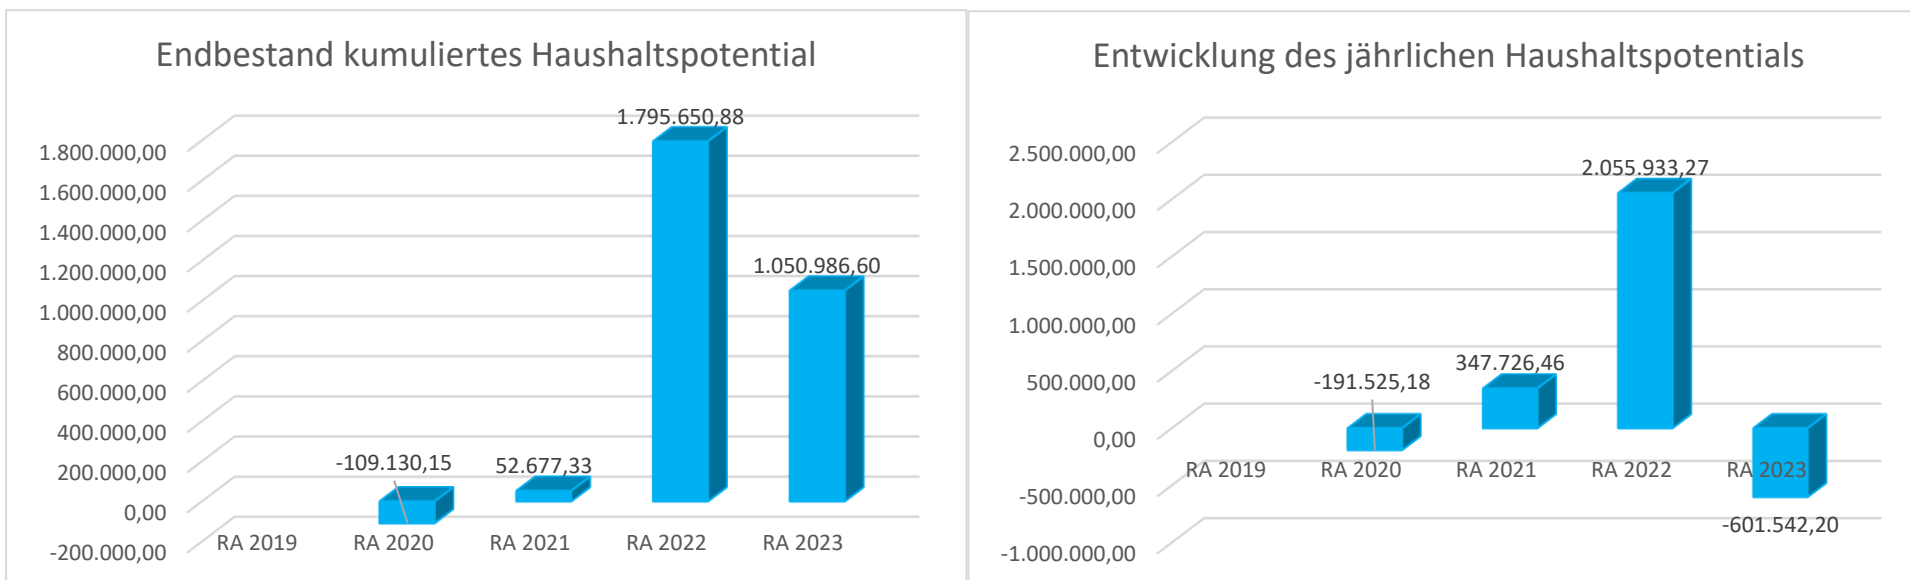 Endbestand kumuliertes Haushaltspotential
1.800.000,00
1.600.000,00
1.400.000,00
1.200.000,00
1.000.000,00
800.000,00
600.000,00
400.000,00
200.000,00
0,00
-200.000,00
-109.130,15
52.677,33
1.795.650,88
1.050.986,60
RA 2019
RA 2020
RA 2021
RA 2022
RA 2023
Entwicklung des jährlichen Haushaltspotentials
2.500.000,00
2.000.000,00
1.500.000,00
1.000.000,00
500.000,00
0,00
-500.000,00
-1.000.000,00
-191.525,18
347.726,46
2.055.933,27
-601.542,20
RA 2019
RA 2020
RA 2021
RA 2022
RA 2023